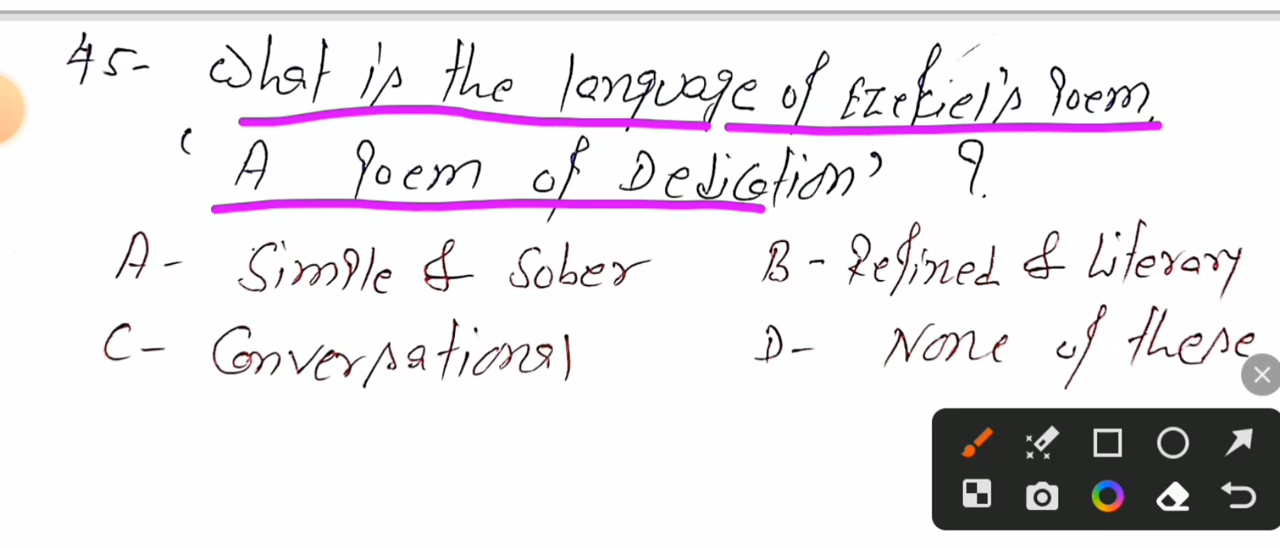 45- What is the language of Ezekiel's Poem.
'A Poem of Dedication' ?
A- Simple & Sober B- Refined & Literary
C- Conversational D- None of these